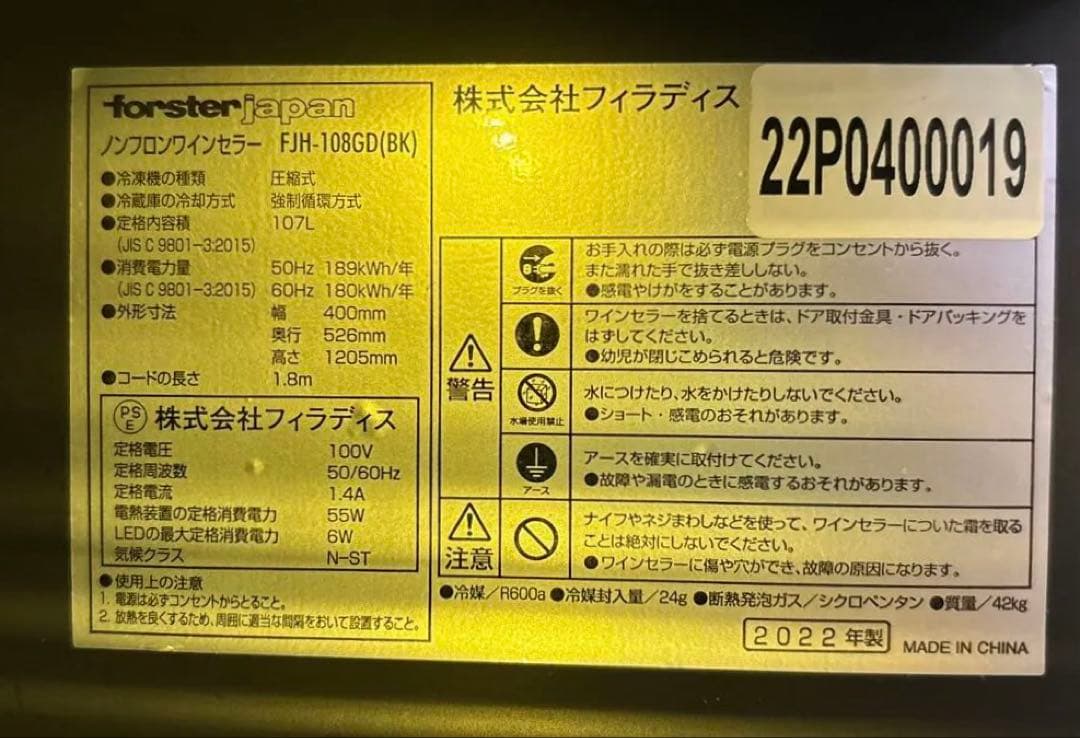 forster japan
ノンフロンワインセラー FJH-108GD(BK)
●冷凍機の種類 圧縮式
●冷蔵庫の冷却方式 強制循環方式
●定格内容積 107L
(JIS C 9801-3:2015)
●消費電力量 50Hz 189kWh/年
(JIS C 9801-3:2015) 60Hz 180kWh/年
●外形寸法 幅 400mm
奥行 526mm
高さ 1205mm
●コードの長さ 1.8m
PSE 株式会社フィラディス
定格電圧 100V
定格周波数 50/60Hz
定格電流 1.4A
電熱装置の定格消費電力 55W
LEDの最大定格消費電力 6W
気候クラス N-ST
●使用上の注意
1. 電源は必ずコンセントからとること。
2. 放熱を良くするため、周囲に適当な間隔をおいて設置すること。
株式会社フィラディス
22P0400019
警告
プラグを抜く
お手入れの際は必ず電源プラグをコンセントから抜く。
また濡れた手で抜き差ししない。
●感電やけがをすることがあります。
ワインセラーを捨てるときは、ドア取付金具・ドアパッキングを
はずしてください。
●幼児が閉じこめられると危険です。
水場使用禁止
水につけたり、水をかけたりしないでください。
●ショート・感電のおそれがあります。
アース
アースを確実に取付けてください。
●故障や漏電のときに感電するおそれがあります。
注意
ナイフやネジまわしなどを使って、ワインセラーについた霜を取る
ことは絶対にしないでください。
●ワインセラーに傷や穴ができ、故障の原因になります。
●冷媒/R600a ●冷媒封入量/24g ●断熱発泡ガス/シクロペンタン ●質量/42kg
2022年製 MADE IN CHINA